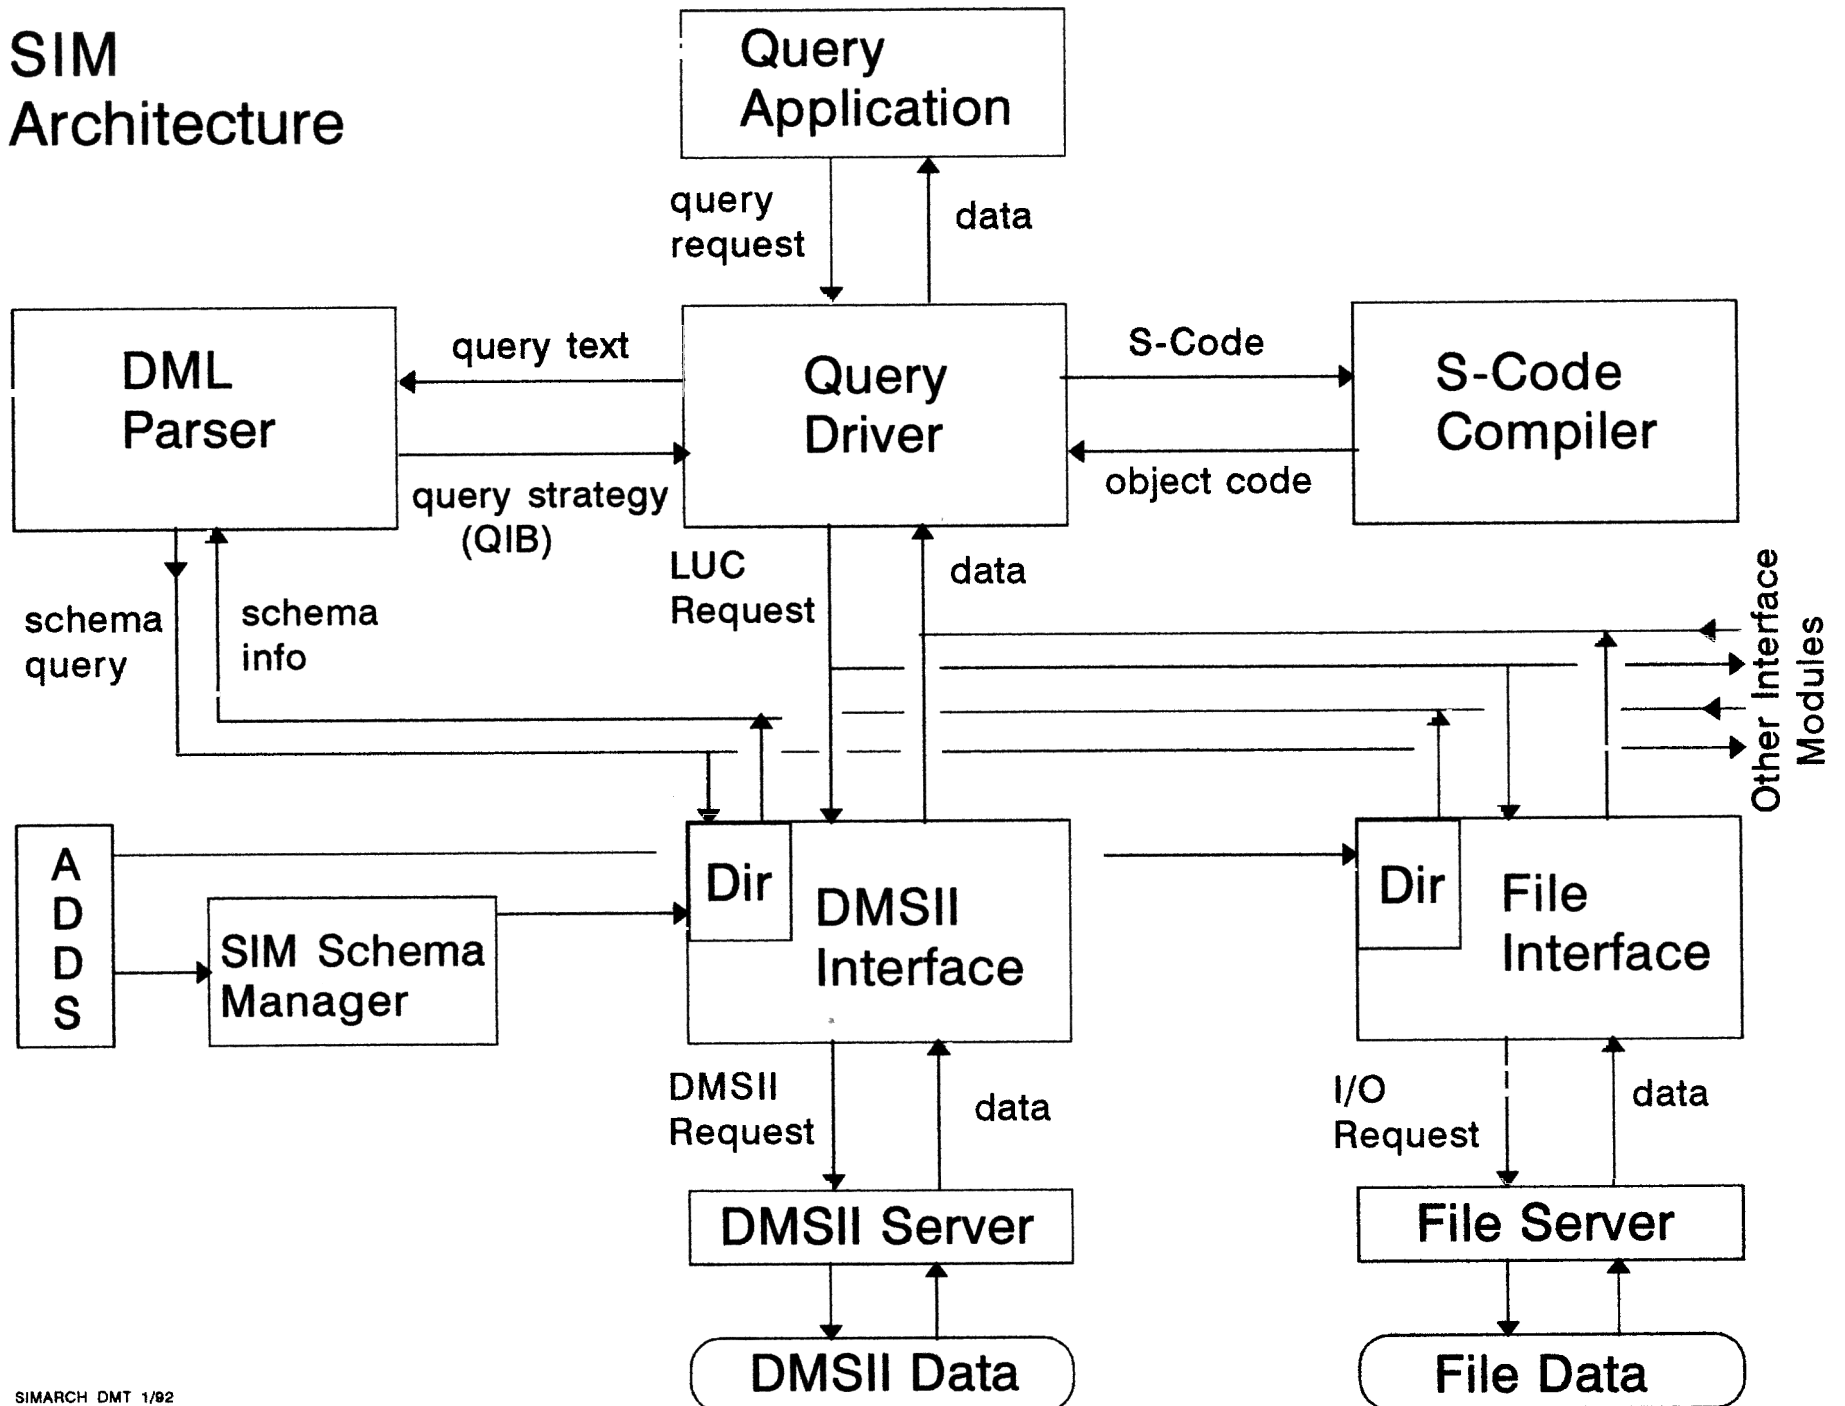 SIM
Architecture
Query
Application
query
request
data
DML
Parser
query text
query strategy
(QIB)
Query
Driver
S-Code
object code
S-Code
Compiler
schema
query
schema
info
LUC
Request
data
Other Interface
Modules
A
D
D
S
SIM Schema
Manager
Dir
DMSII
Interface
Dir
File
Interface
DMSII
Request
data
I/O
Request
data
DMSII Server
File Server
DMSII Data
File Data
SIMARCH DMT 1/92